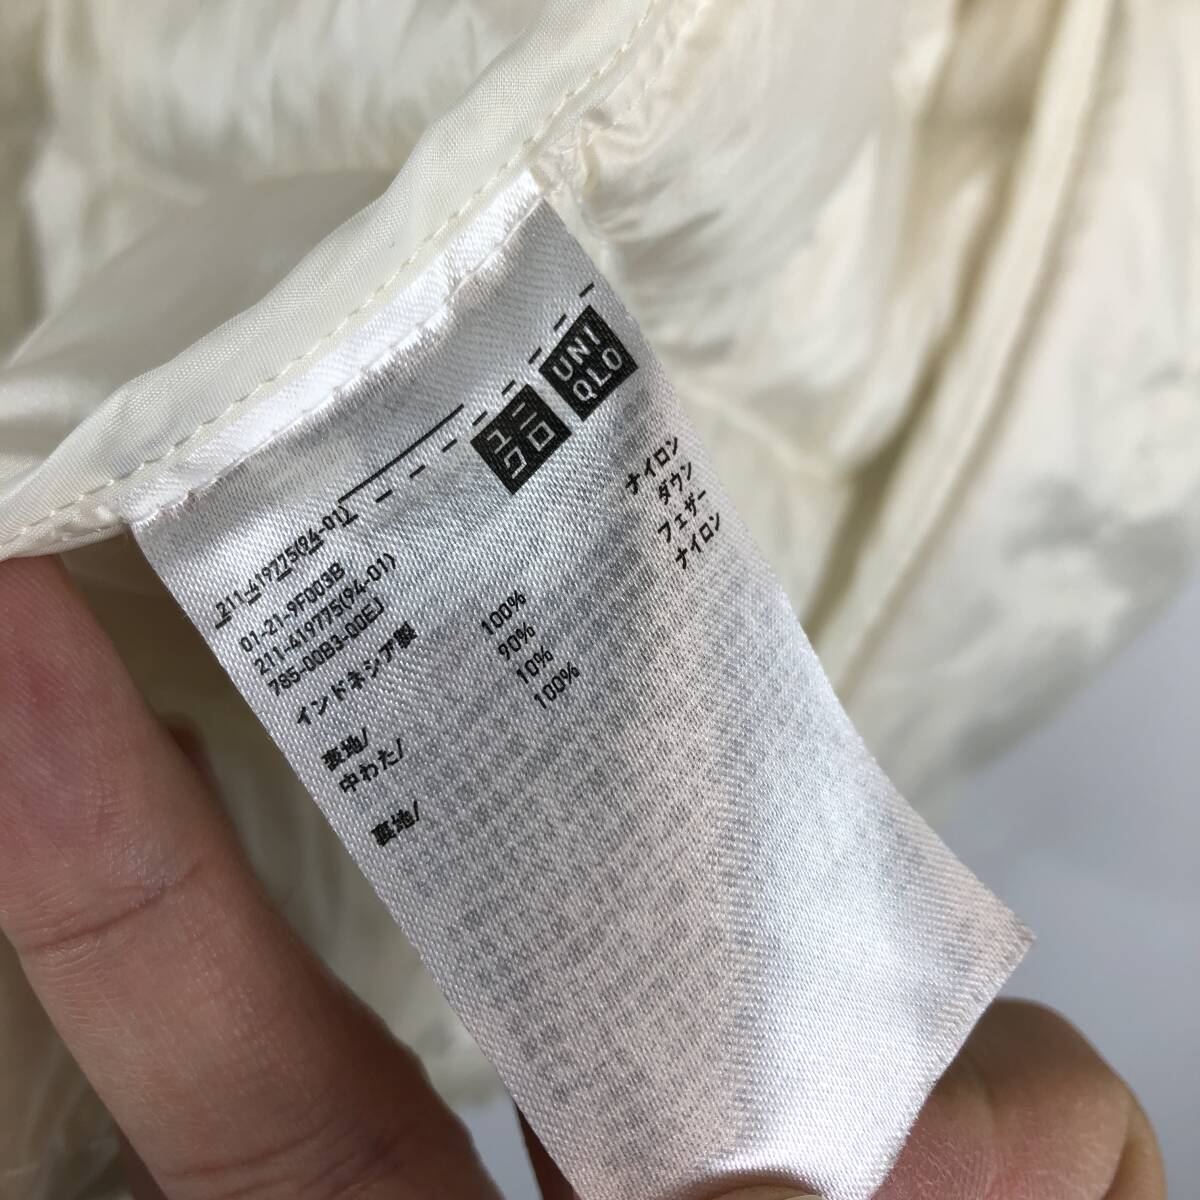 ユニ
クロ
UNI
QLO
211-419775(94-01)
01-21-9F003B
211-419775(94-01)
785-00B3-00E
インドネシア製
表地/ 100% ナイロン
中わた/ 90% ダウン
10% フェザー
裏地/ 100% ナイロン